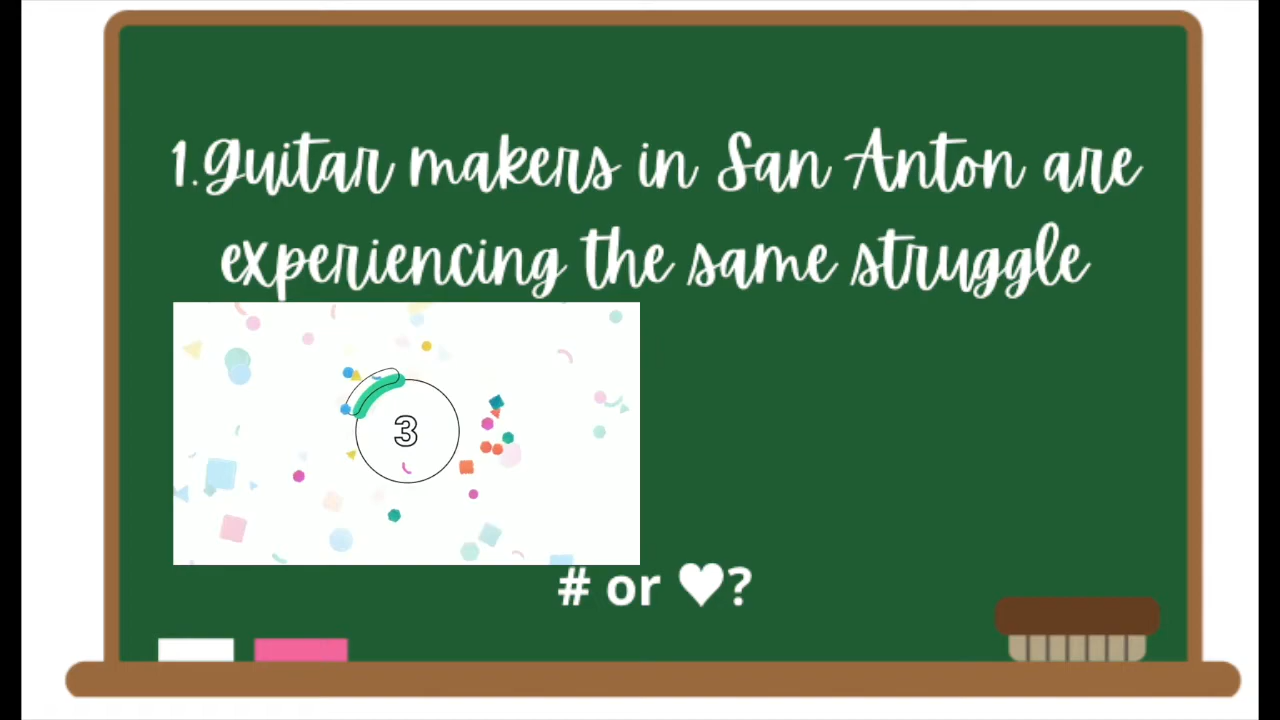 1. Guitar makers in San Anton are
experiencing the same struggle
3
# or ♥?